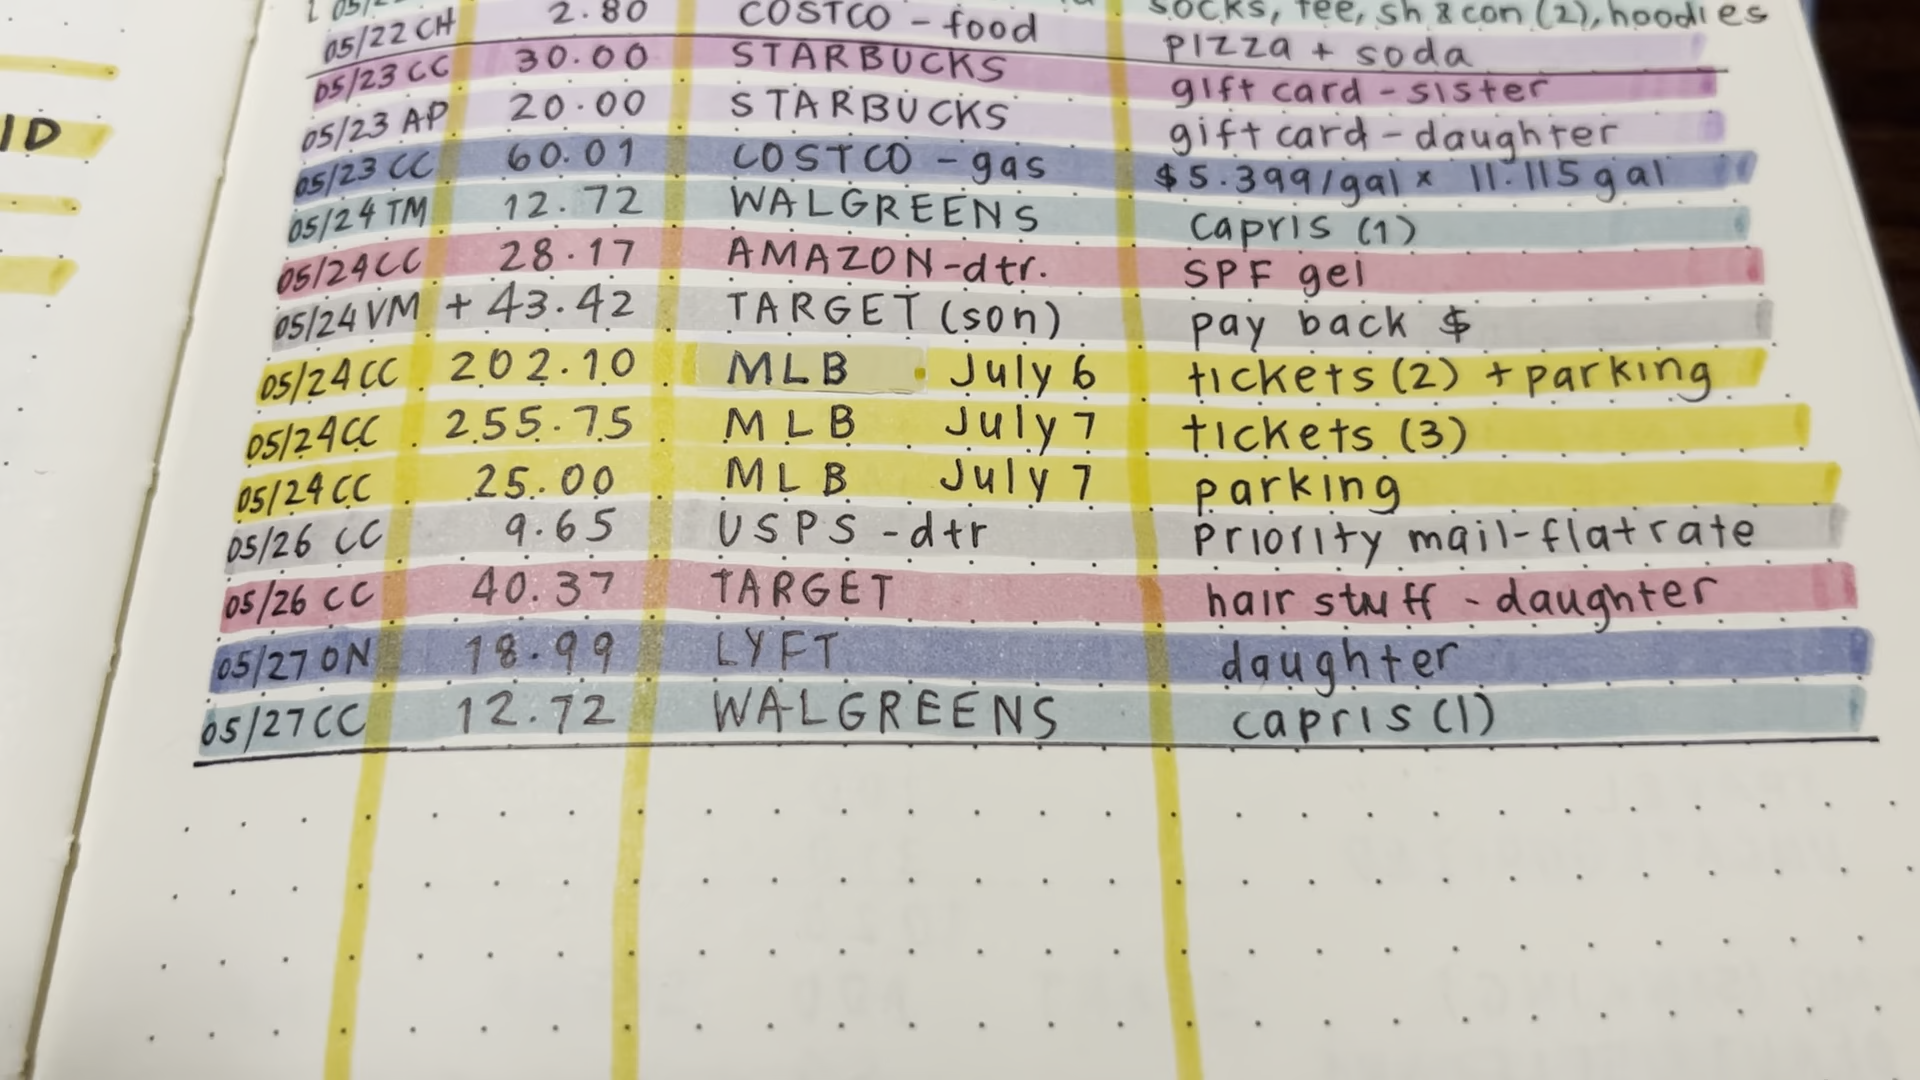 ID
socks, tee, sh & con (2), hoodies
05/22 CH 2.80 COSTCO - food pizza + soda
05/23 CC 30.00 STARBUCKS gift card - sister
05/23 AP 20.00 STARBUCKS gift card - daughter
05/23 CC 60.01 COSTCO - gas $5.399/gal x 11.115 gal
05/24 TM 12.72 WALGREENS capris (1)
05/24 CC 28.17 AMAZON - dtr. SPF gel
05/24 VM + 43.42 TARGET (son) pay back $
05/24 CC 202.10 MLB July 6 tickets (2) + parking
05/24 CC 255.75 MLB July 7 tickets (3)
05/24 CC 25.00 MLB July 7 parking
05/26 CC 9.65 USPS - dtr priority mail-flat rate
05/26 CC 40.37 TARGET hair stuff - daughter
05/27 ON 18.99 LYFT daughter
05/27 CC 12.72 WALGREENS capris (1)